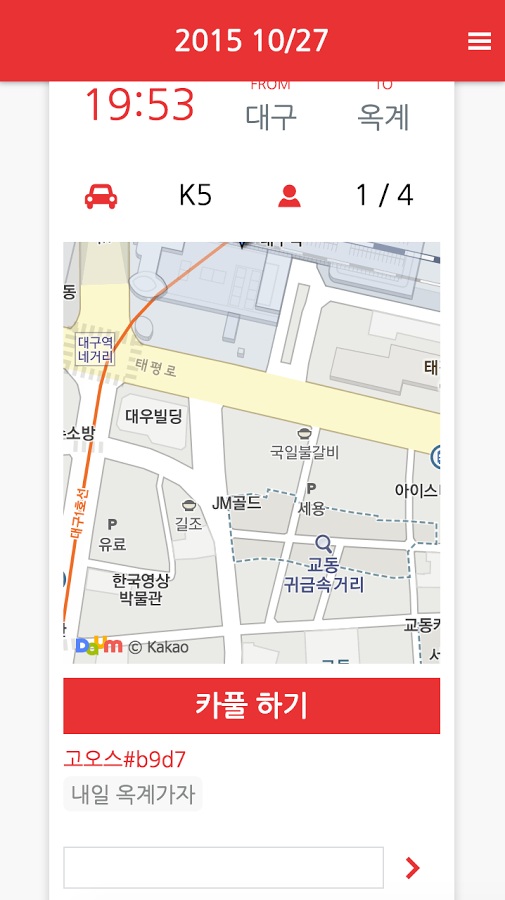 2015 10/27
FROM
TO
19:53
대구
옥계
K5
1 / 4
동
대구역
네거리
태평로
대우빌딩
소방
국일불갈비
아이스
JM골드
세용
길조
P
P
유료
대구1호선
교동
귀금속거리
한국영상
박물관
교동
Daum © Kakao
카풀 하기
고오스#b9d7
내일 옥계가자